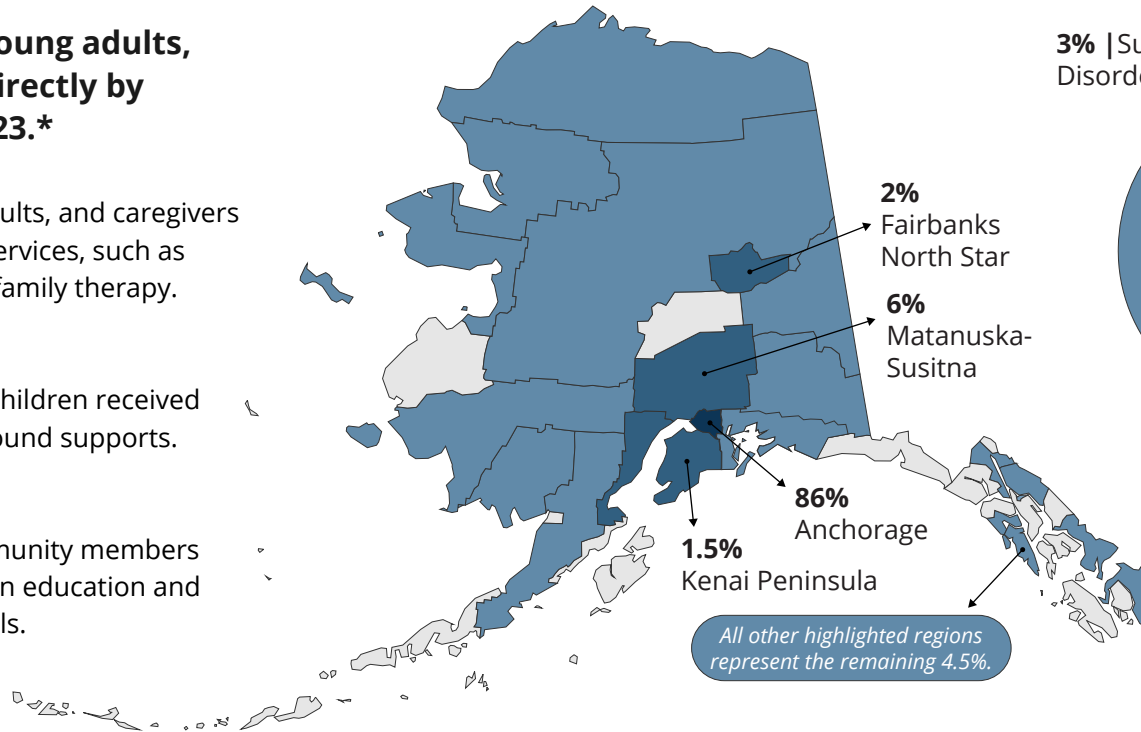 oung adults,
irectly by
23.*
ults, and caregivers
ervices, such as
family therapy.
hildren received
ound supports.
munity members
n education and
ls.
3% |Su
Disord
2%
Fairbanks
North Star
6%
Matanuska-
Susitna
86%
Anchorage
1.5%
Kenai Peninsula
All other highlighted regions
represent the remaining 4.5%.